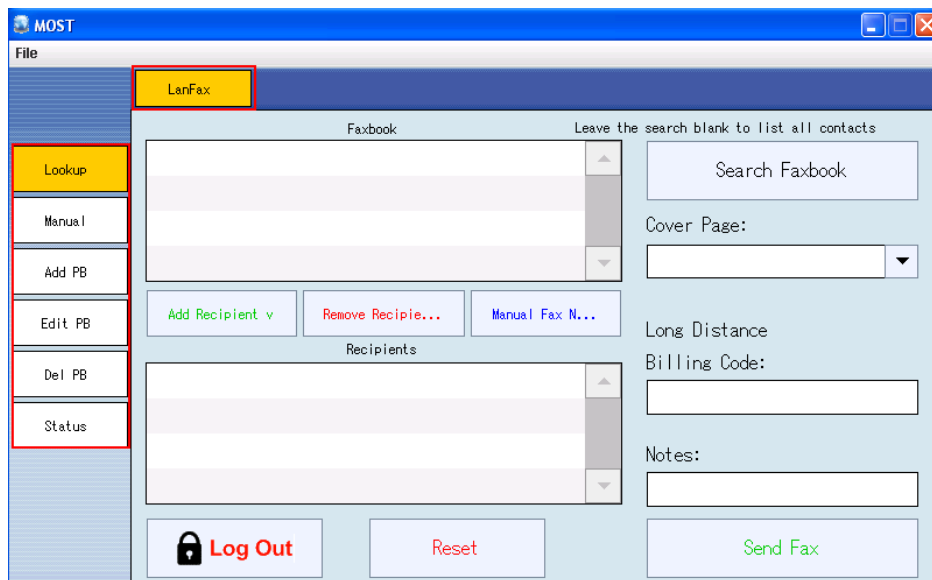 MOST
File
LanFax
Faxbook
Leave the search blank to list all contacts
Lookup
Search Faxbook
Manual
Cover Page:
Add PB
Add Recipient v
Remove Recipie...
Manual Fax N...
Edit PB
Long Distance
Recipients
Billing Code:
Del PB
Status
Notes:
Log Out
Reset
Send Fax